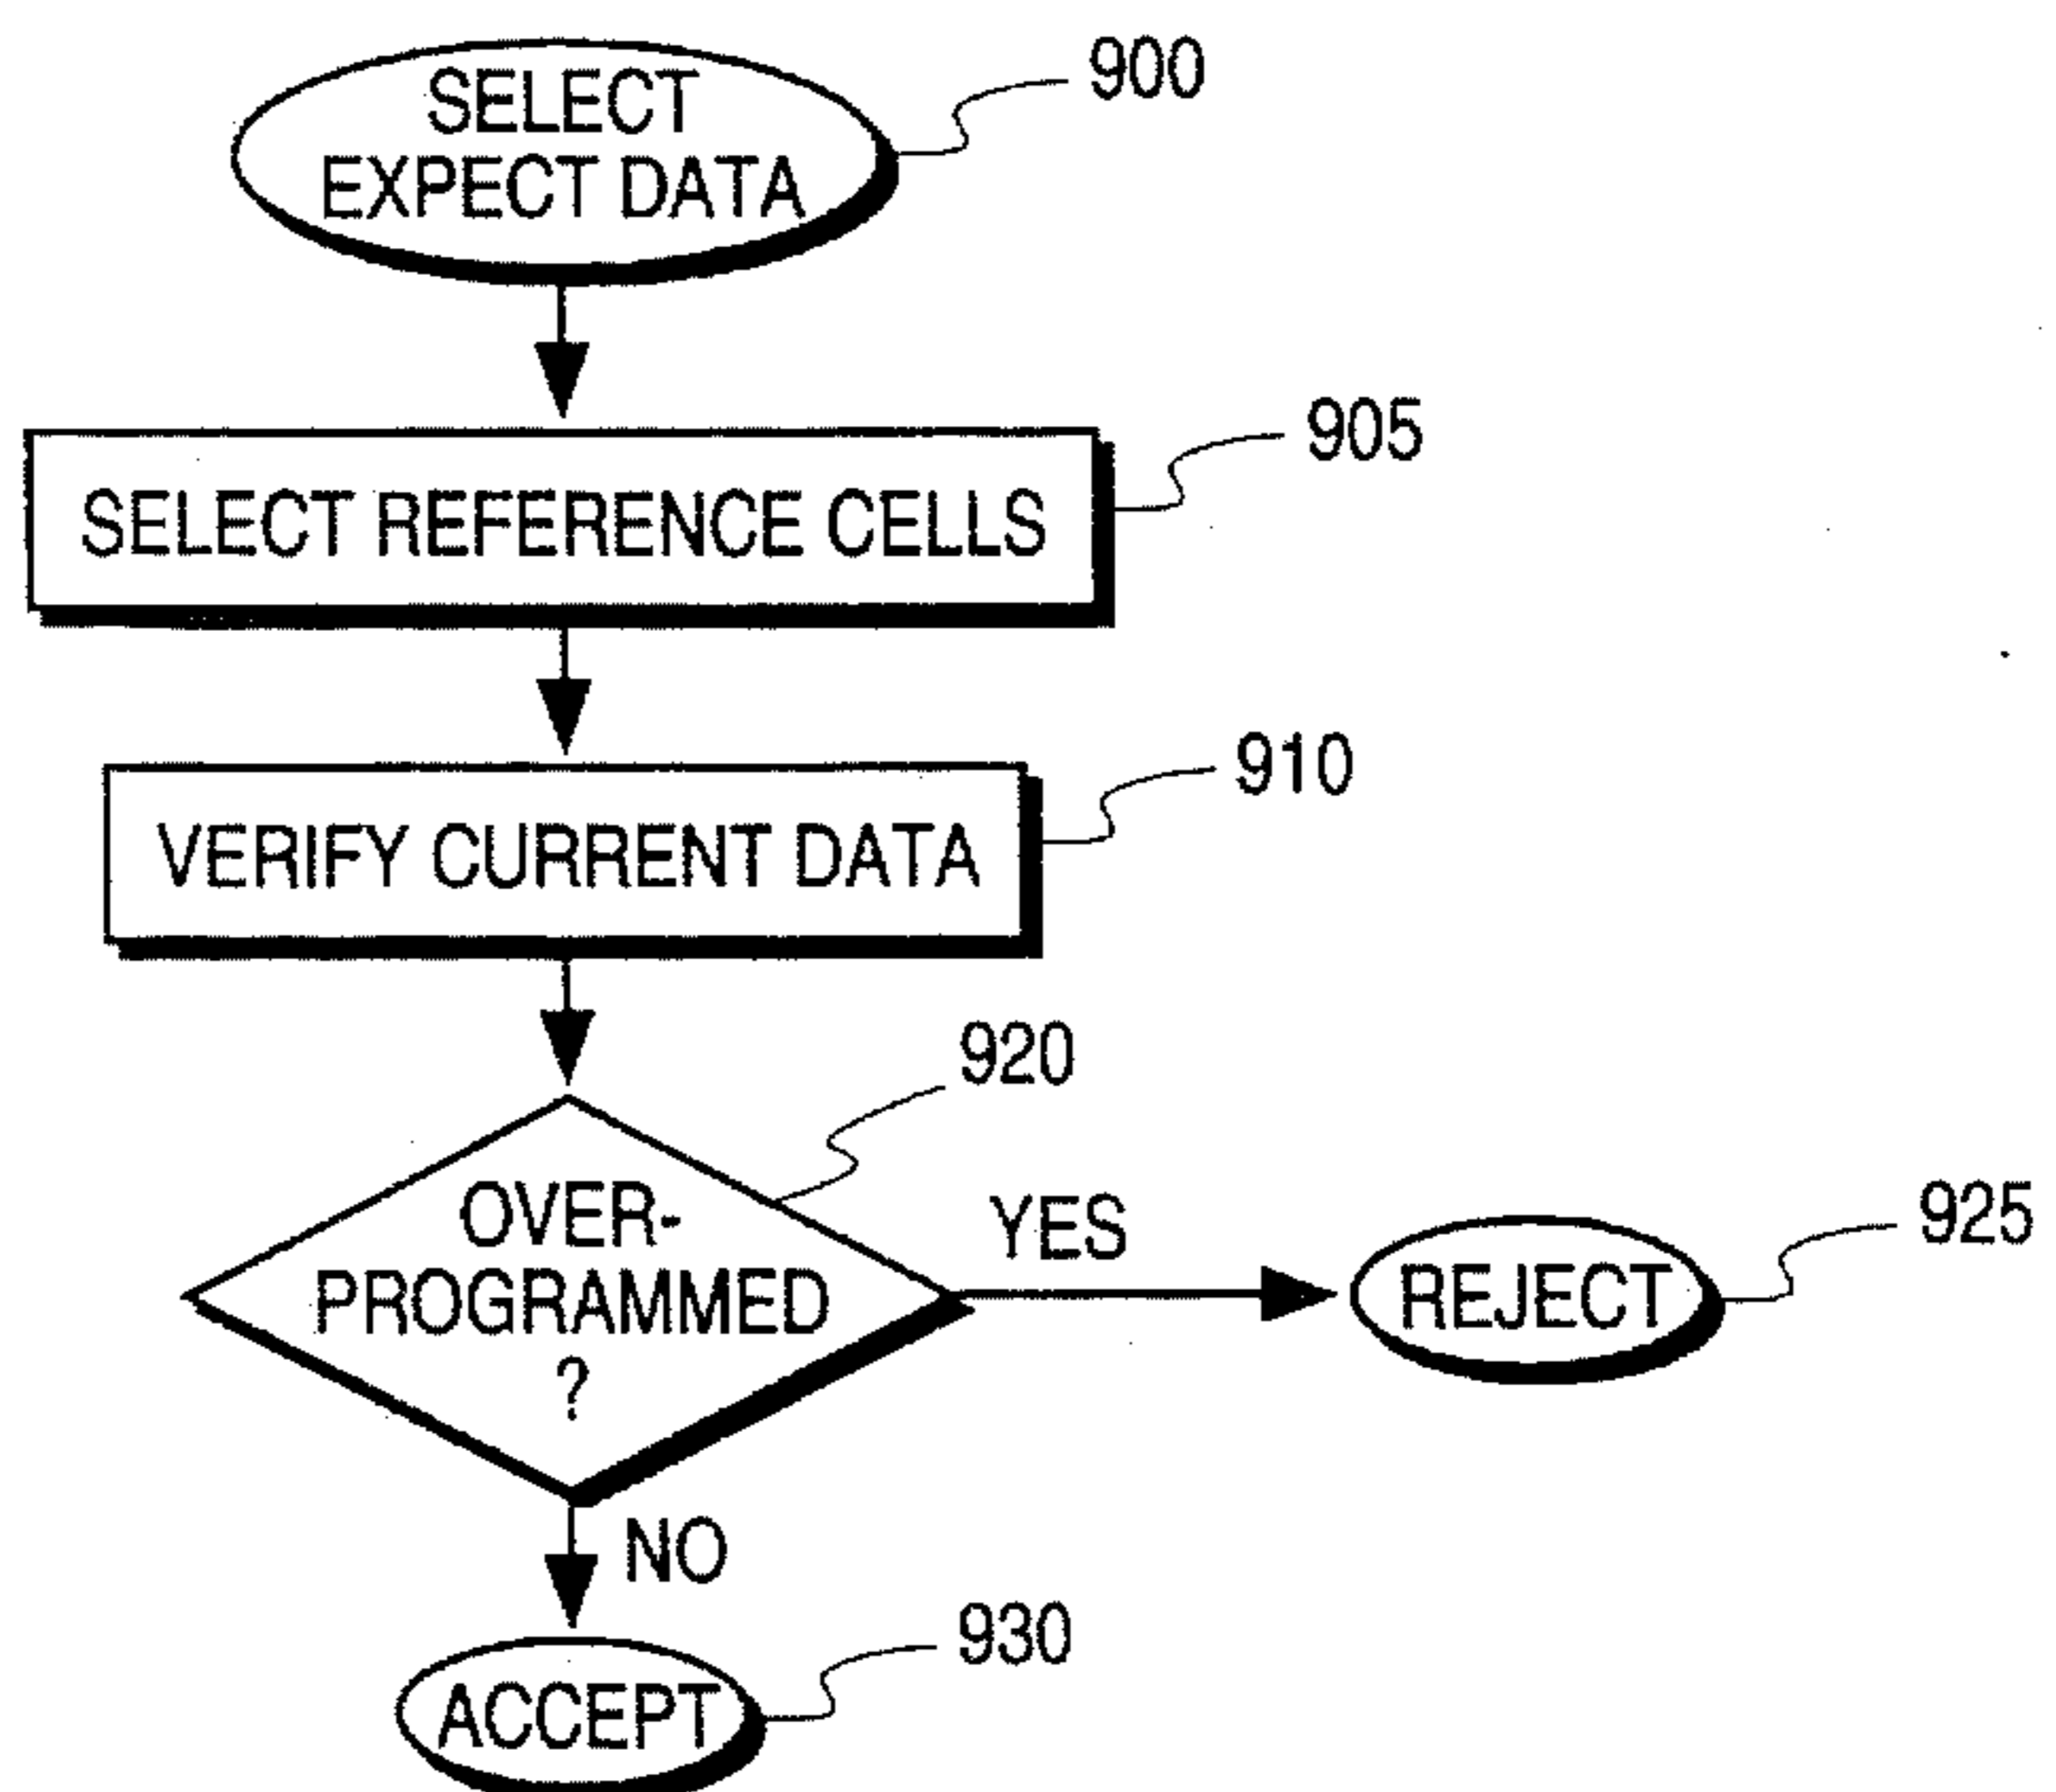 SELECT
EXPECT DATA
900
SELECT REFERENCE CELLS
905
VERIFY CURRENT DATA
910
920
OVER-
PROGRAMMED
?
YES
REJECT
925
NO
ACCEPT
930